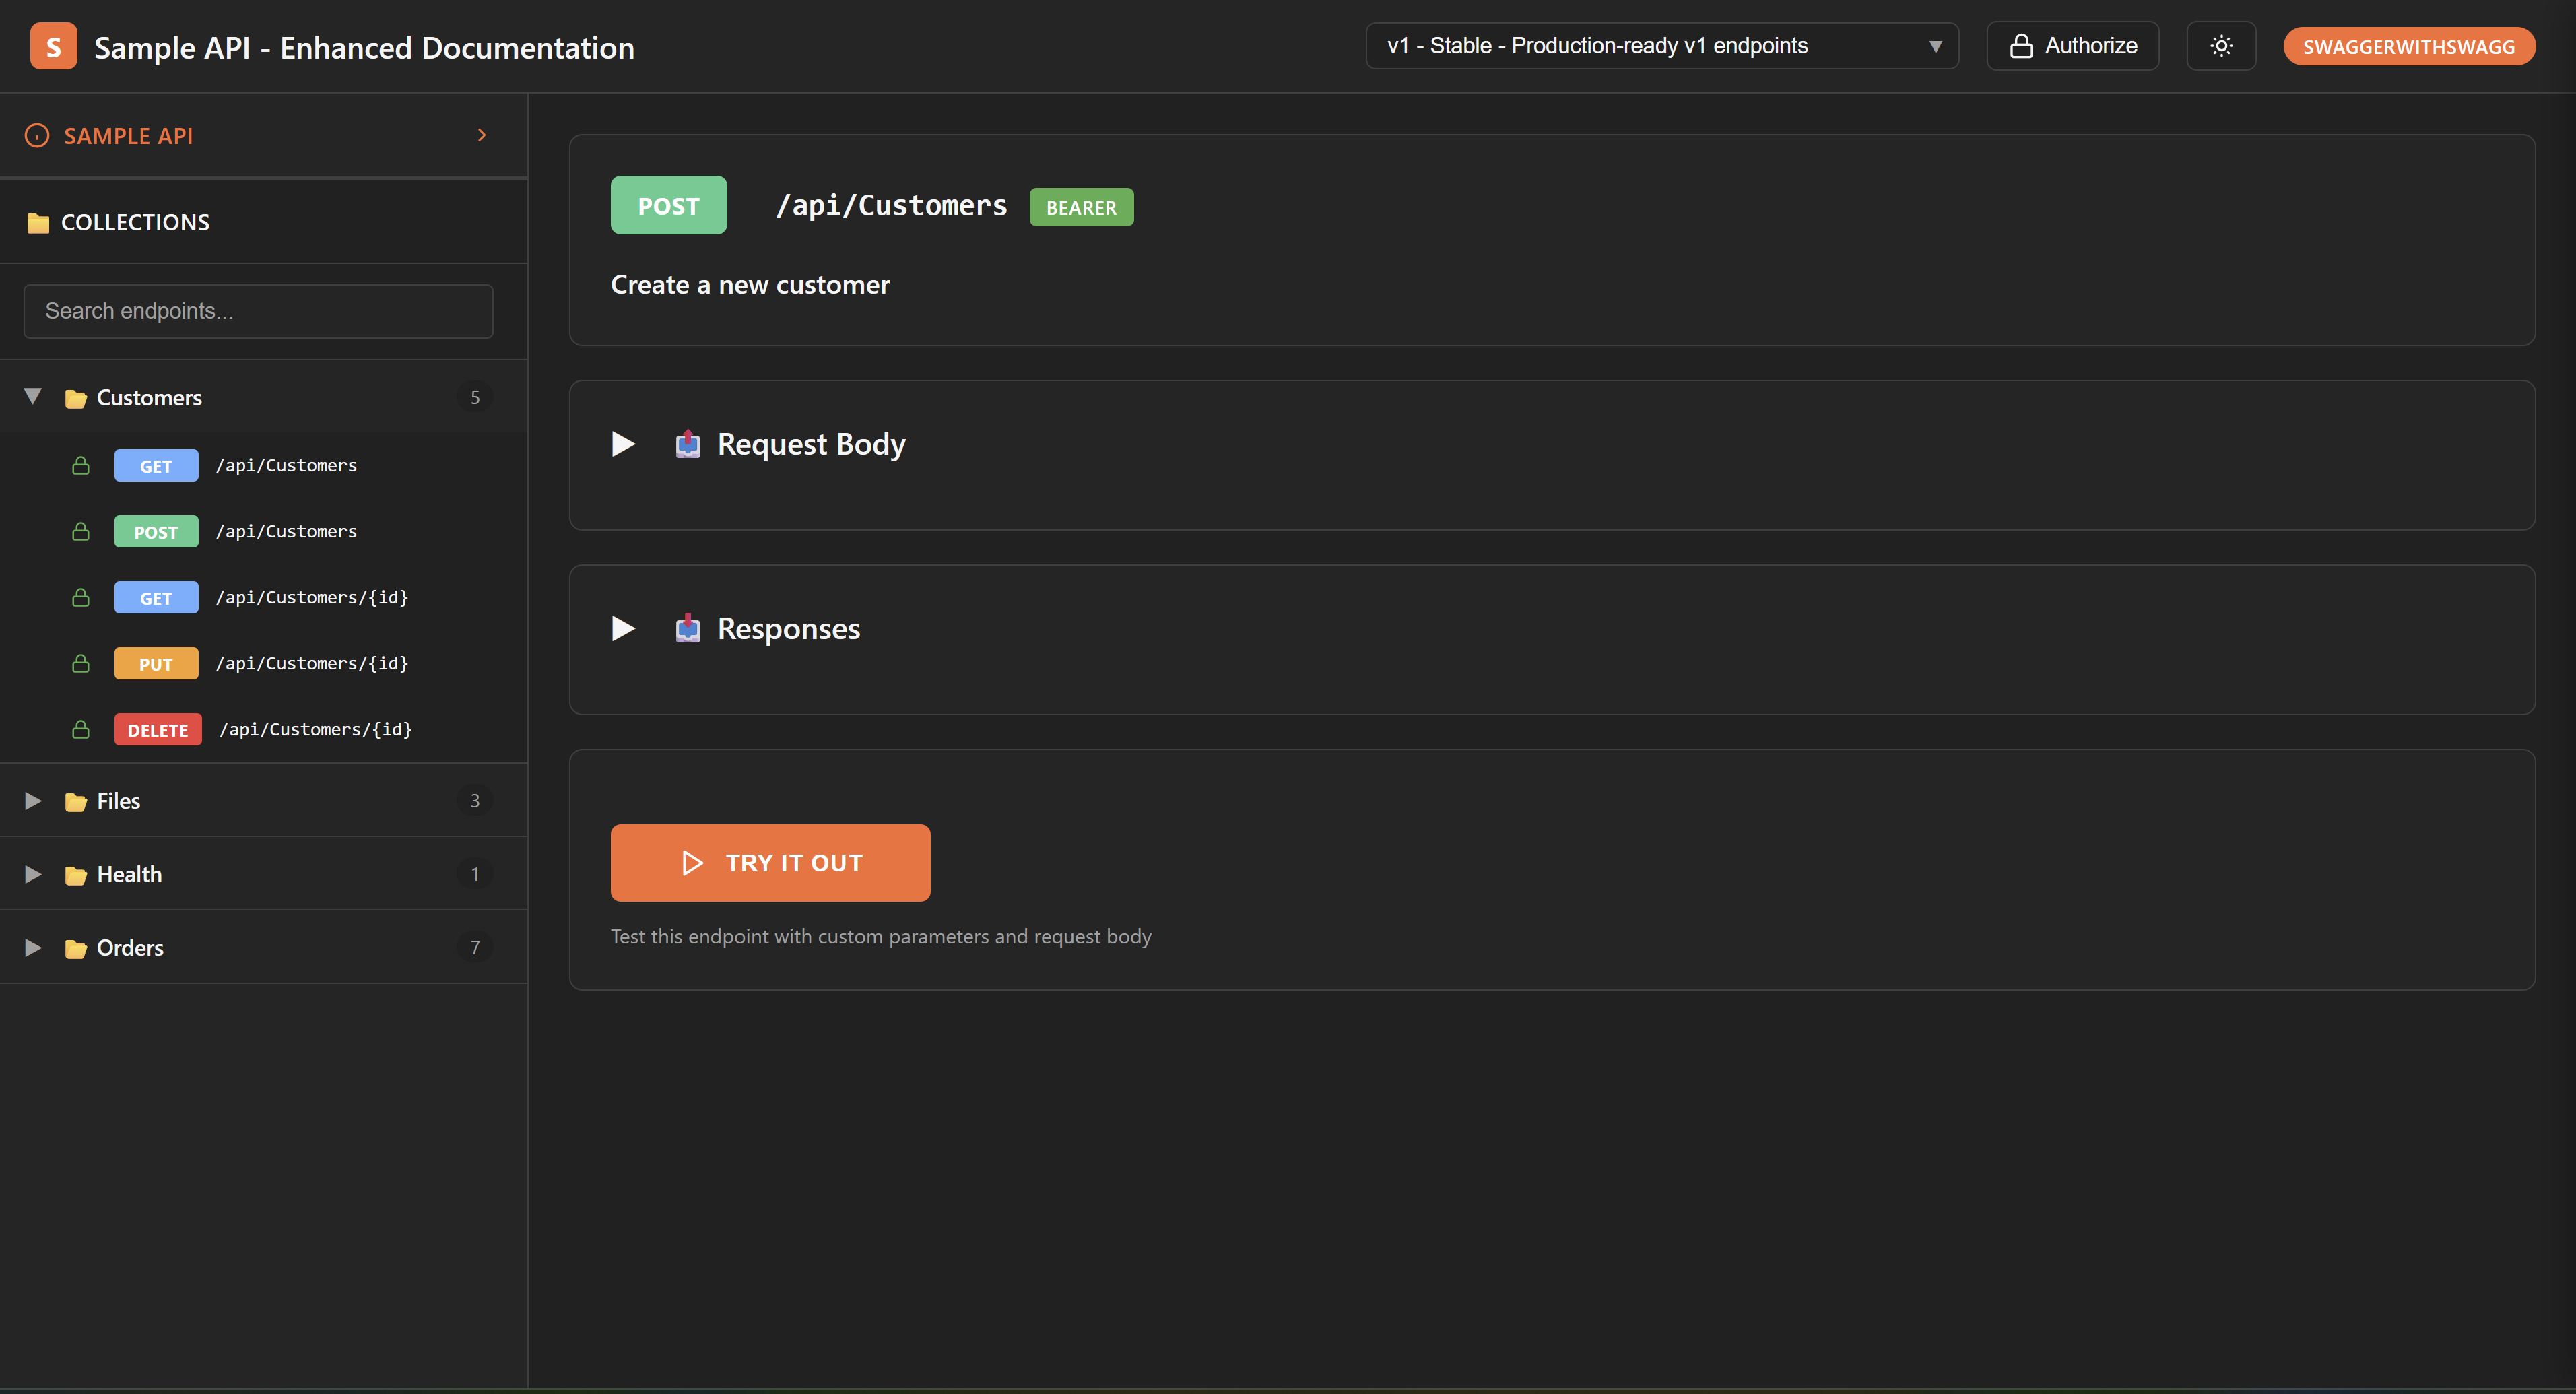 S Sample API - Enhanced Documentation
v1 - Stable - Production-ready v1 endpoints
Authorize
SWAGGERWITHSWAGG
SAMPLE API
COLLECTIONS
Search endpoints...
Customers 5
GET /api/Customers
POST /api/Customers
GET /api/Customers/{id}
PUT /api/Customers/{id}
DELETE /api/Customers/{id}
Files 3
Health 1
Orders 7
POST /api/Customers BEARER
Create a new customer
Request Body
Responses
TRY IT OUT
Test this endpoint with custom parameters and request body